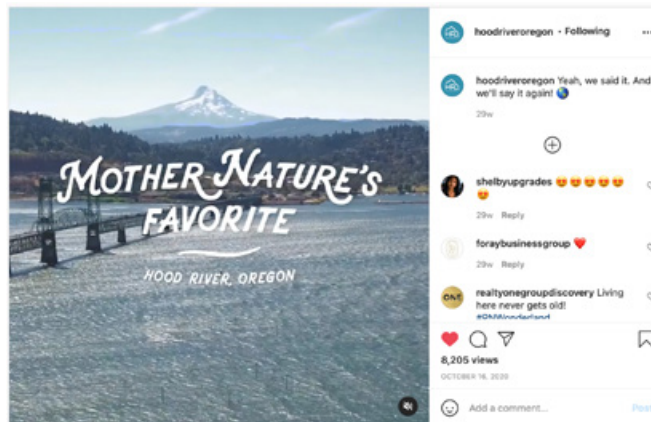 MOTHER NATURE'S
FAVORITE
HOOD RIVER, OREGON
hoodriveroregon • Following
hoodriveroregon Yeah, we said it. And
we'll say it again!
29w
shelbyupgrades
29w Reply
foraybusinessgroup
29w Reply
ONE
realtyonegroupdiscovery Living
here never gets old!
8,205 views
OCTOBER 16, 2020
Add a comment...
Post